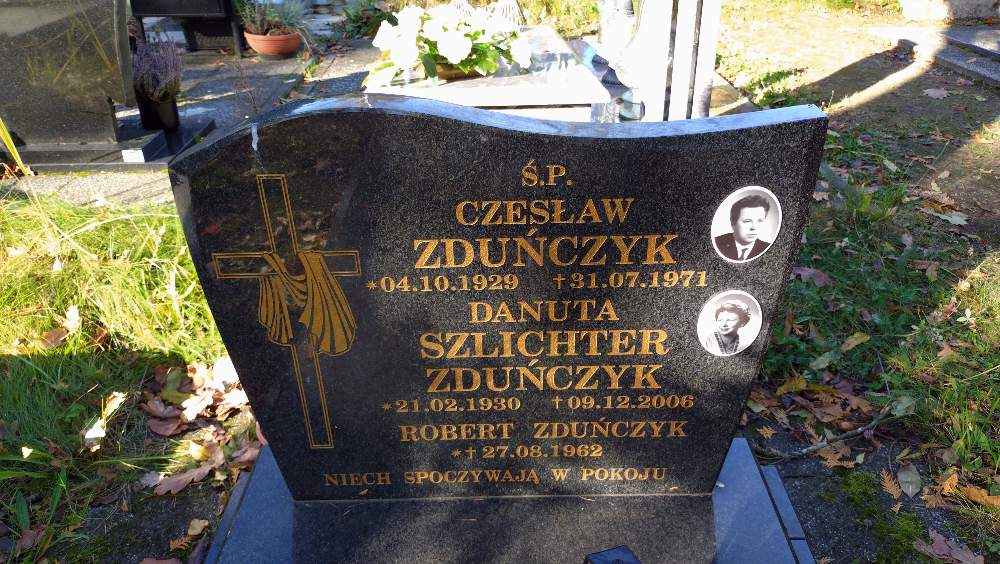 Ś.P.
CZESŁAW
ZDUŃCZYK
*04.10.1929 †31.07.1971
DANUTA
SZLICHTER
ZDUŃCZYK
*21.02.1930 †09.12.2006
ROBERT ZDUŃCZYK
*†27.08.1962
NIECH SPOCZYWAJĄ W POKOJU